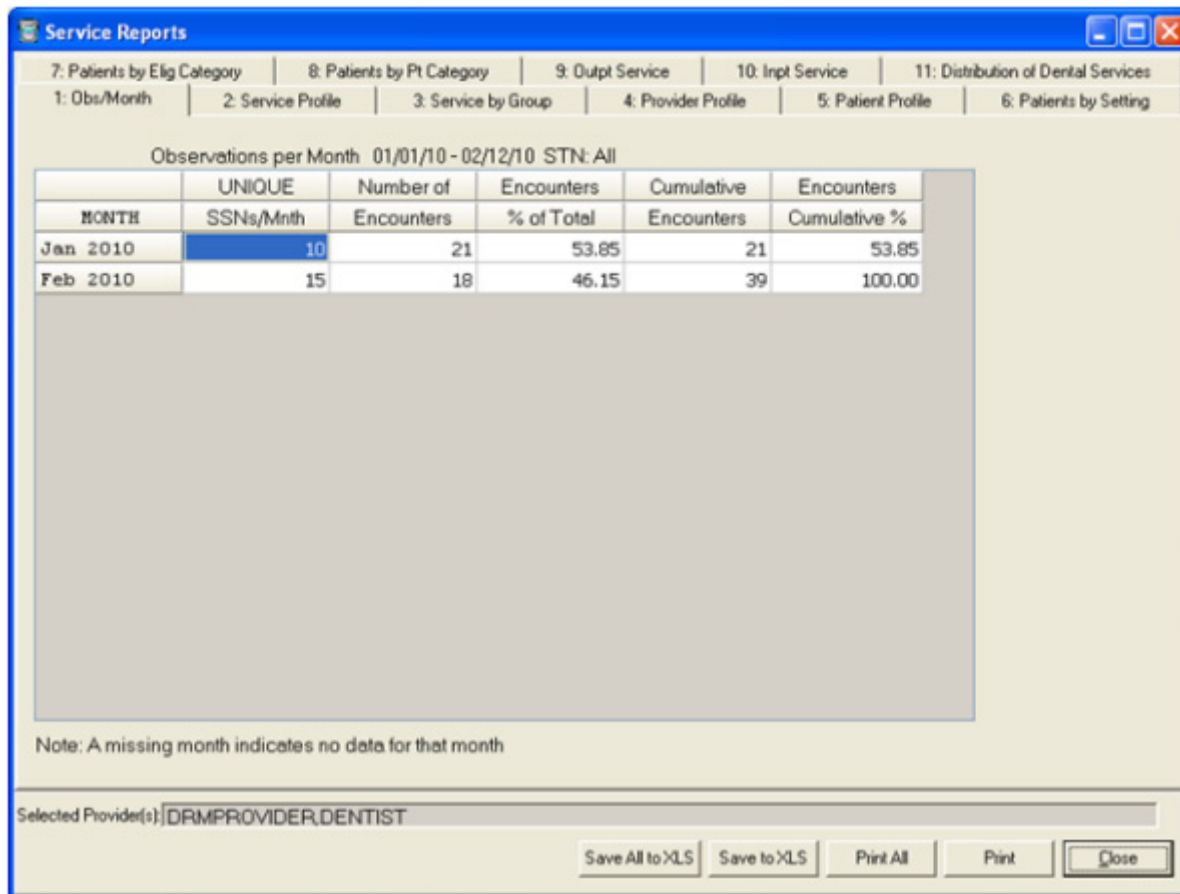 Service Reports
7: Patients by Elig Category 8: Patients by Pt Category 9: Outpt Service 10: Inpt Service 11: Distribution of Dental Services
1: Obs/Month 2: Service Profile 3: Service by Group 4: Provider Profile 5: Patient Profile 6: Patients by Setting
Observations per Month 01/01/10 - 02/12/10 STN: All
UNIQUE Number of Encounters Cumulative Encounters
MONTH SSNs/Mnth Encounters % of Total Encounters Cumulative %
Jan 2010 10 21 53.85 21 53.85
Feb 2010 15 18 46.15 39 100.00
Note: A missing month indicates no data for that month
Selected Provider(s): DRMPROVIDER,DENTIST
Save All to XLS Save to XLS Print All Print Close